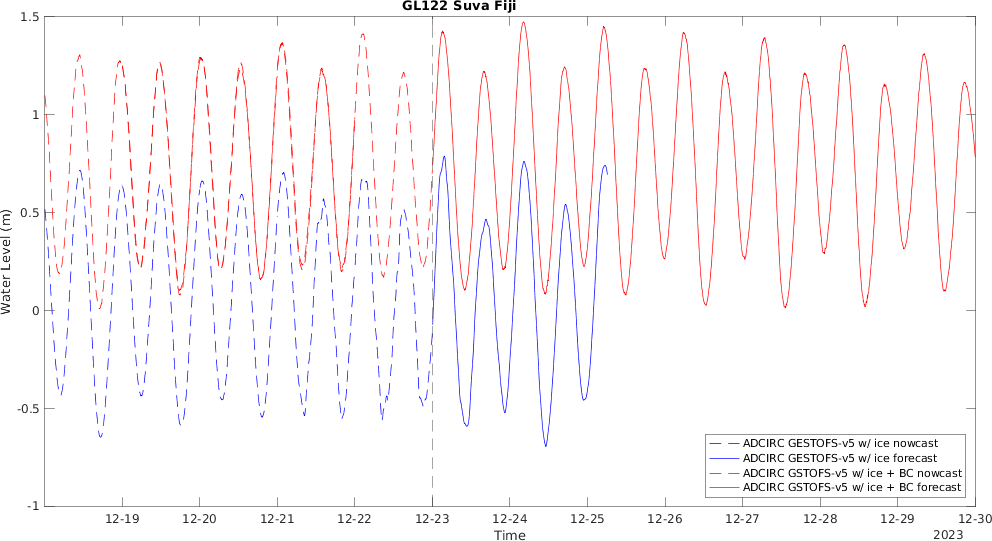 GL122 Suva Fiji
1.5
1
0.5
0
-0.5
-1
Water Level (m)
12-19
12-20
12-21
12-22
12-23
12-24
12-25
12-26
12-27
12-28
12-29
12-30
Time
2023
ADCIRC GESTOFS-v5 w/ ice nowcast
ADCIRC GESTOFS-v5 w/ ice forecast
ADCIRC GSTOFS-v5 w/ ice + BC nowcast
ADCIRC GSTOFS-v5 w/ ice + BC forecast